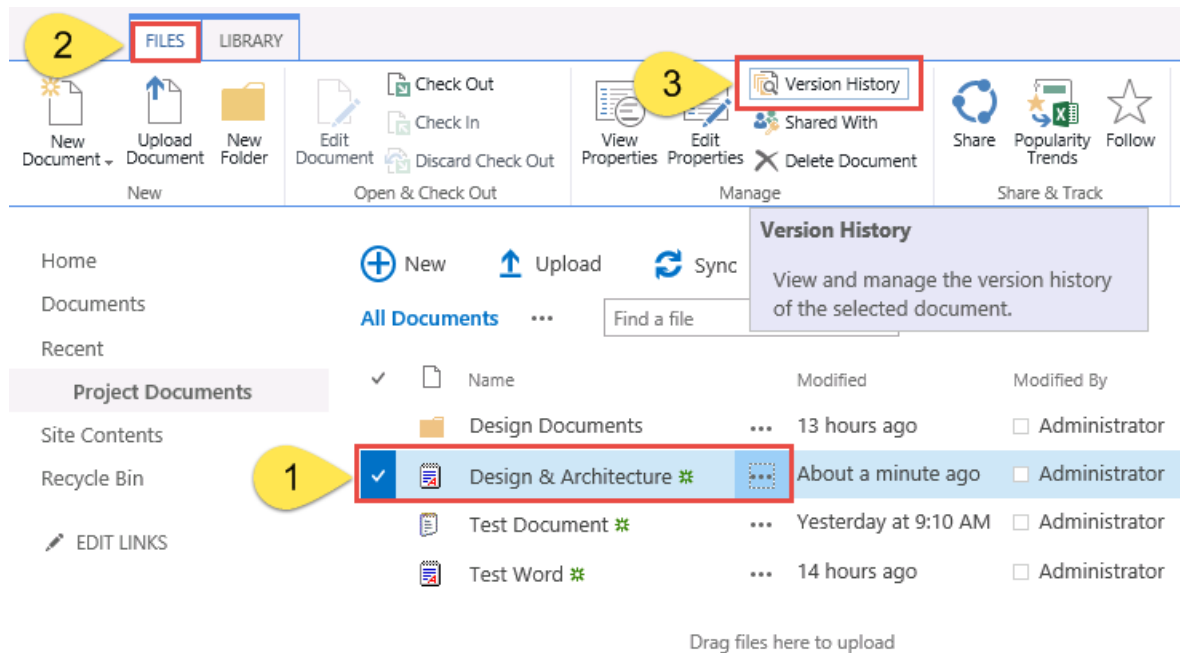 2
FILES
LIBRARY
3
New
Document
Upload
Document
New
Folder
Edit
Document
Check Out
Check In
Discard Check Out
View
Properties
Edit
Properties
Version History
Shared With
Delete Document
Share
Popularity
Trends
Follow
New
Open & Check Out
Manage
Share & Track
Version History
View and manage the version history
of the selected document.
Home
Documents
Recent
Project Documents
Site Contents
Recycle Bin
EDIT LINKS
New
Upload
Sync
All Documents
...
Find a file
Name
Modified
Modified By
Design Documents ... 13 hours ago Administrator
1
Design & Architecture ... About a minute ago Administrator
Test Document ... Yesterday at 9:10 AM Administrator
Test Word ... 14 hours ago Administrator
Drag files here to upload